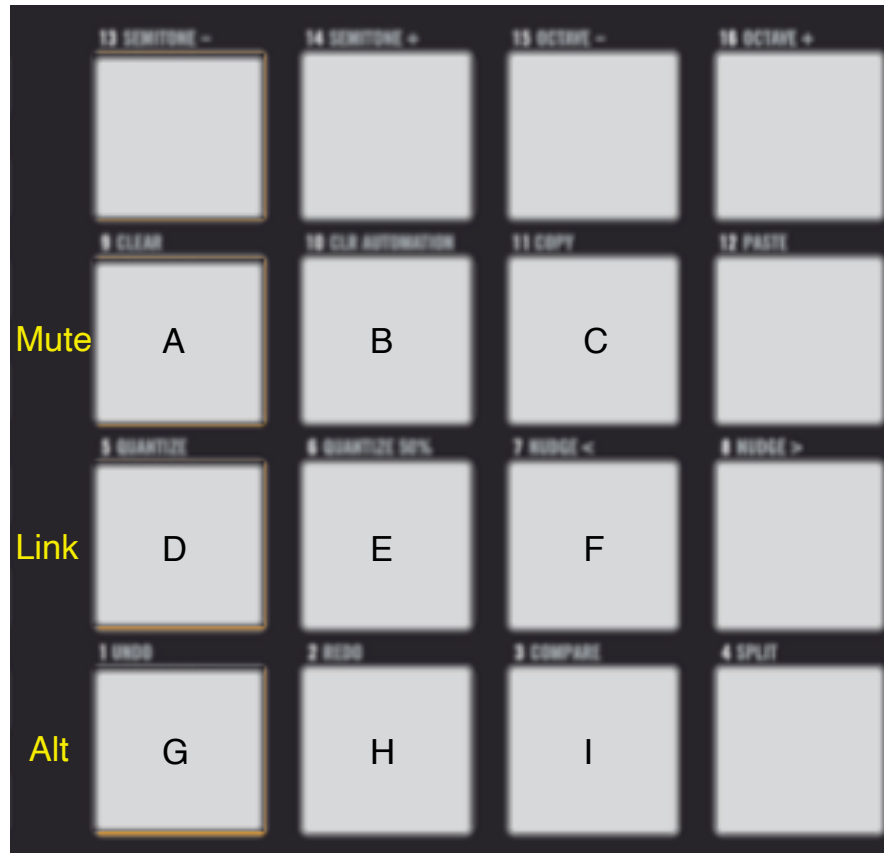 13 SEMITONE – 14 SEMITONE + 15 OCTAVE – 16 OCTAVE +
9 CLEAR 10 CLR AUTOMATION 11 COPY 12 PASTE
Mute A B C
5 QUANTIZE 6 QUANTIZE 50% 7 NUDGE < 8 NUDGE >
Link D E F
1 UNDO 2 REDO 3 COMPARE 4 SPLIT
Alt G H I